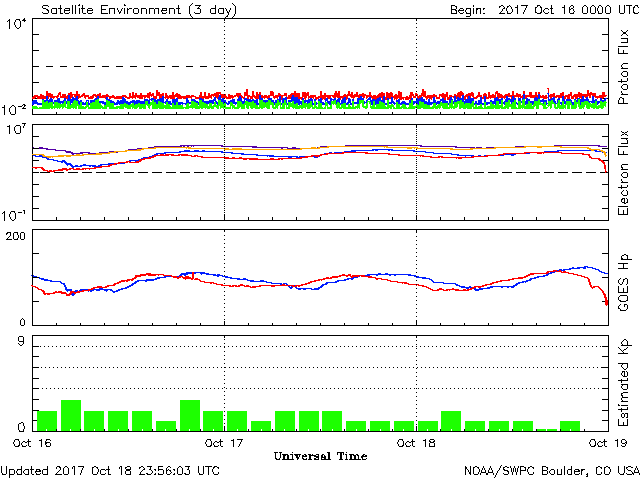 Satellite Environment (3 day) Begin: 2017 Oct 16 0000 UTC
10^4
10^-2
Proton Flux
10^7
10^-1
Electron Flux
200
0
GOES Hp
9
0
Estimated Kp
Oct 16 Oct 17 Oct 18 Oct 19
Universal Time
Updated 2017 Oct 18 23:56:03 UTC NOAA/SWPC Boulder, CO USA